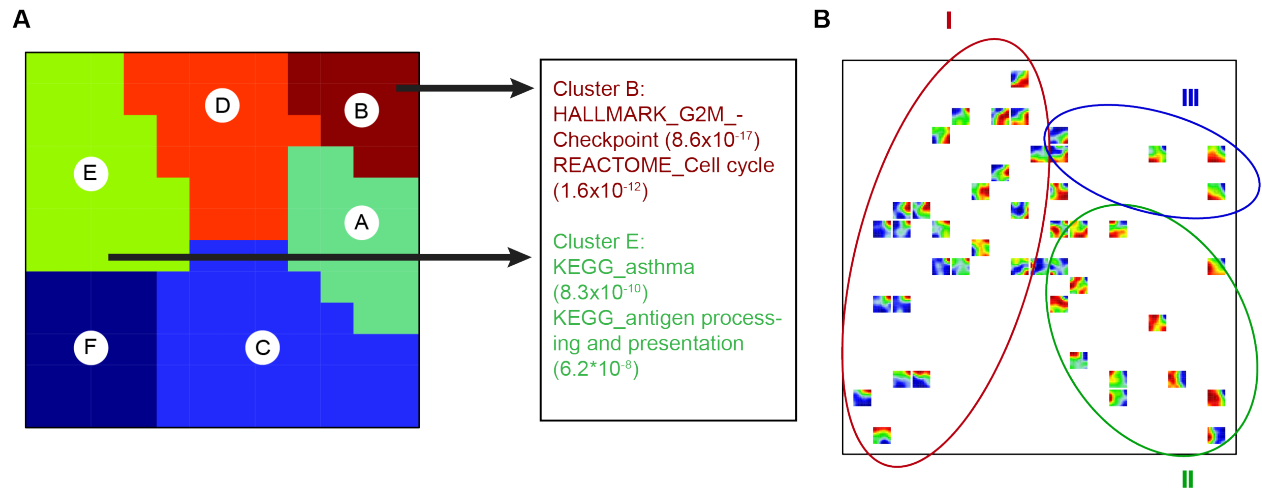 A
B
I
III
II
D
B
E
A
F
C
Cluster B:
HALLMARK_G2M_-
Checkpoint (8.6x10⁻¹⁷)
REACTOME_Cell cycle
(1.6x10⁻¹²)
Cluster E:
KEGG_asthma
(8.3x10⁻¹⁰)
KEGG_antigen process-
ing and presentation
(6.2*10⁻⁸)